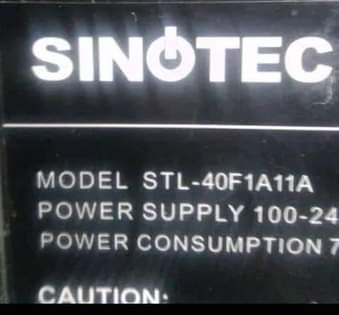 SINOTEC
MODEL STL-40F1A11A
POWER SUPPLY 100-24
POWER CONSUMPTION 7
CAUTION: